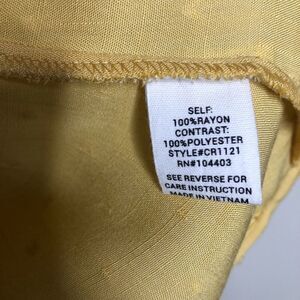 SELF:
100%RAYON
CONTRAST:
100%POLYESTER
STYLE#CR1121
RN#104403
SEE REVERSE FOR
CARE INSTRUCTION
MADE IN VIETNAM